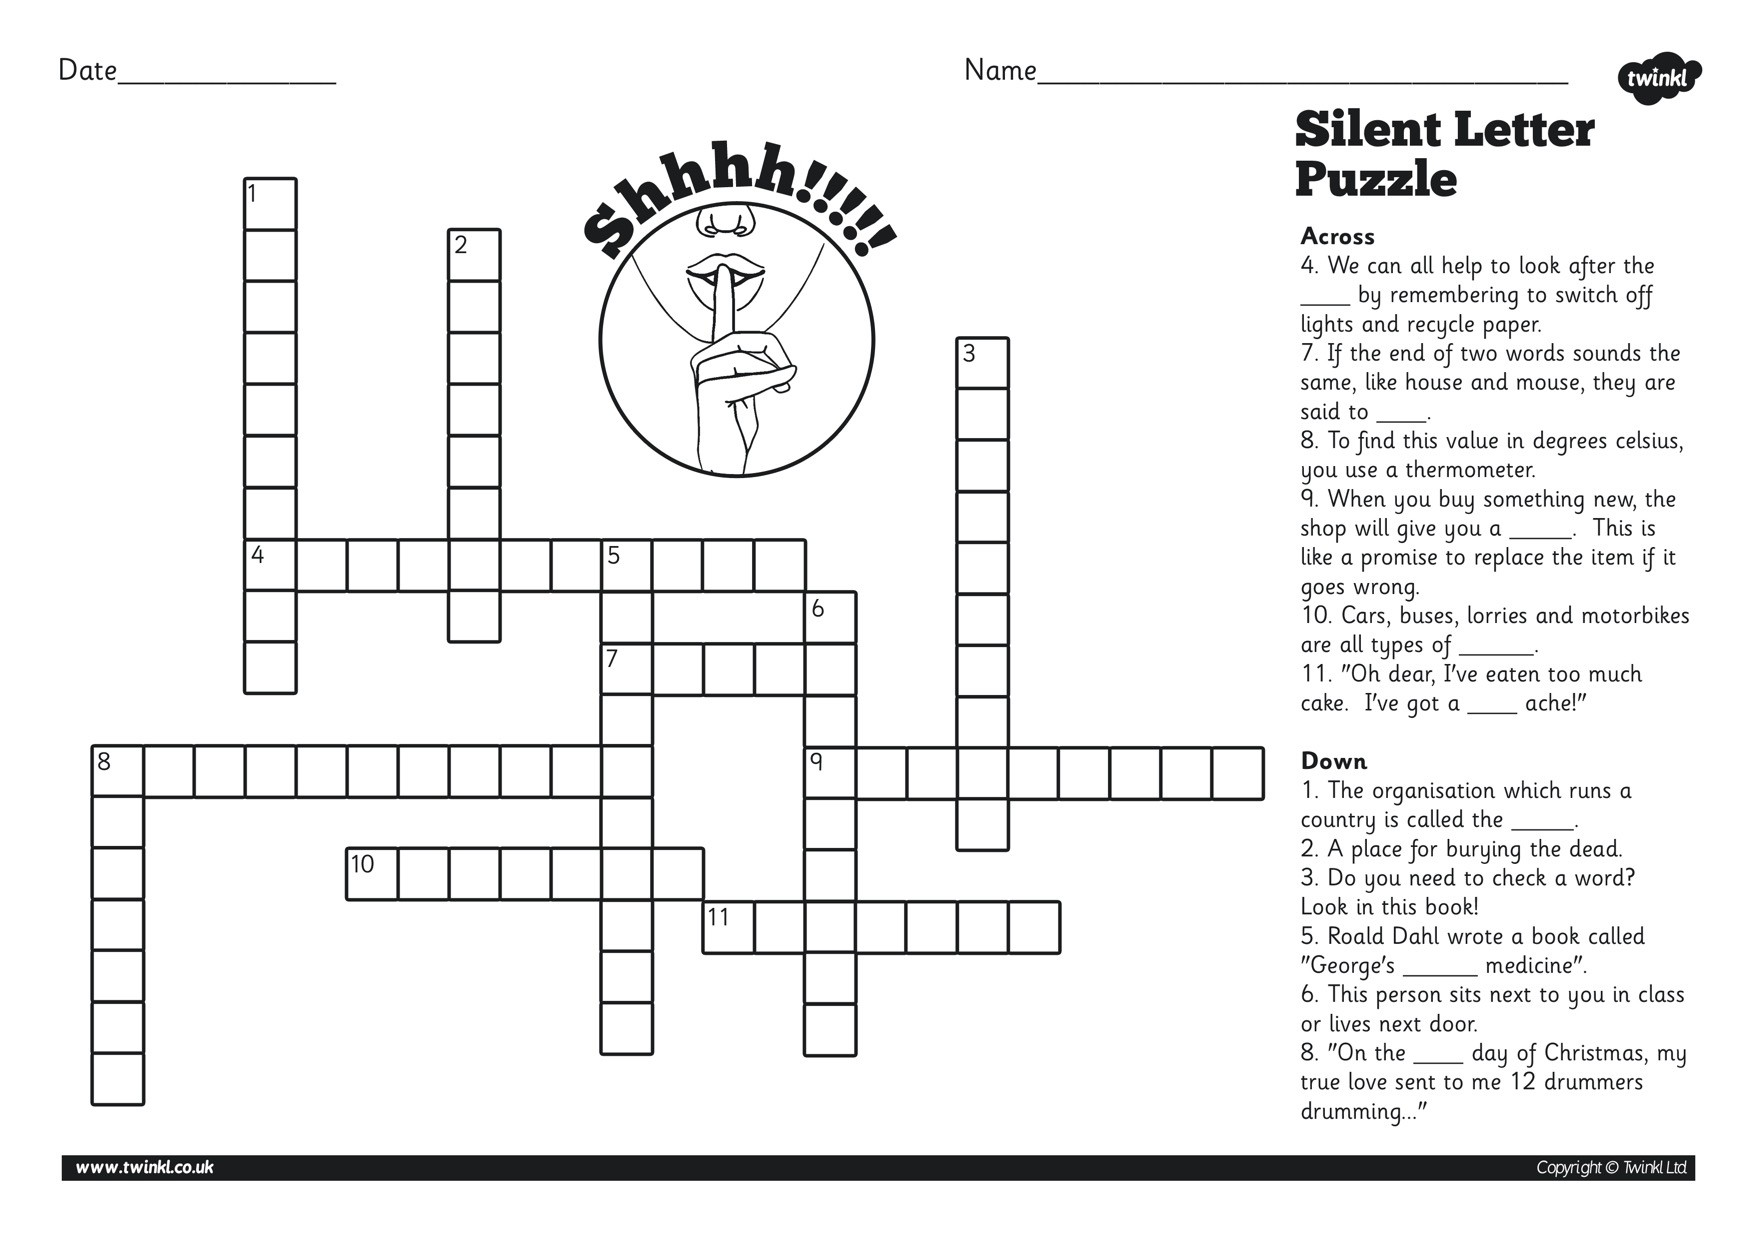 Date______________
Name__________________________________
twinkl
Silent Letter
Puzzle
Shhhh!!!!!
1
2
3
4
5
6
7
8
9
10
11
Across
4. We can all help to look after the
____ by remembering to switch off
lights and recycle paper.
7. If the end of two words sounds the
same, like house and mouse, they are
said to ____.
8. To find this value in degrees celsius,
you use a thermometer.
9. When you buy something new, the
shop will give you a _____.  This is
like a promise to replace the item if it
goes wrong.
10. Cars, buses, lorries and motorbikes
are all types of ______.
11. "Oh dear, I've eaten too much
cake.  I've got a ____ ache!"
Down
1. The organisation which runs a
country is called the _____.
2. A place for burying the dead.
3. Do you need to check a word?
Look in this book!
5. Roald Dahl wrote a book called
"George's ______ medicine".
6. This person sits next to you in class
or lives next door.
8. "On the ____ day of Christmas, my
true love sent to me 12 drummers
drumming..."
www.twinkl.co.uk
Copyright © Twinkl Ltd